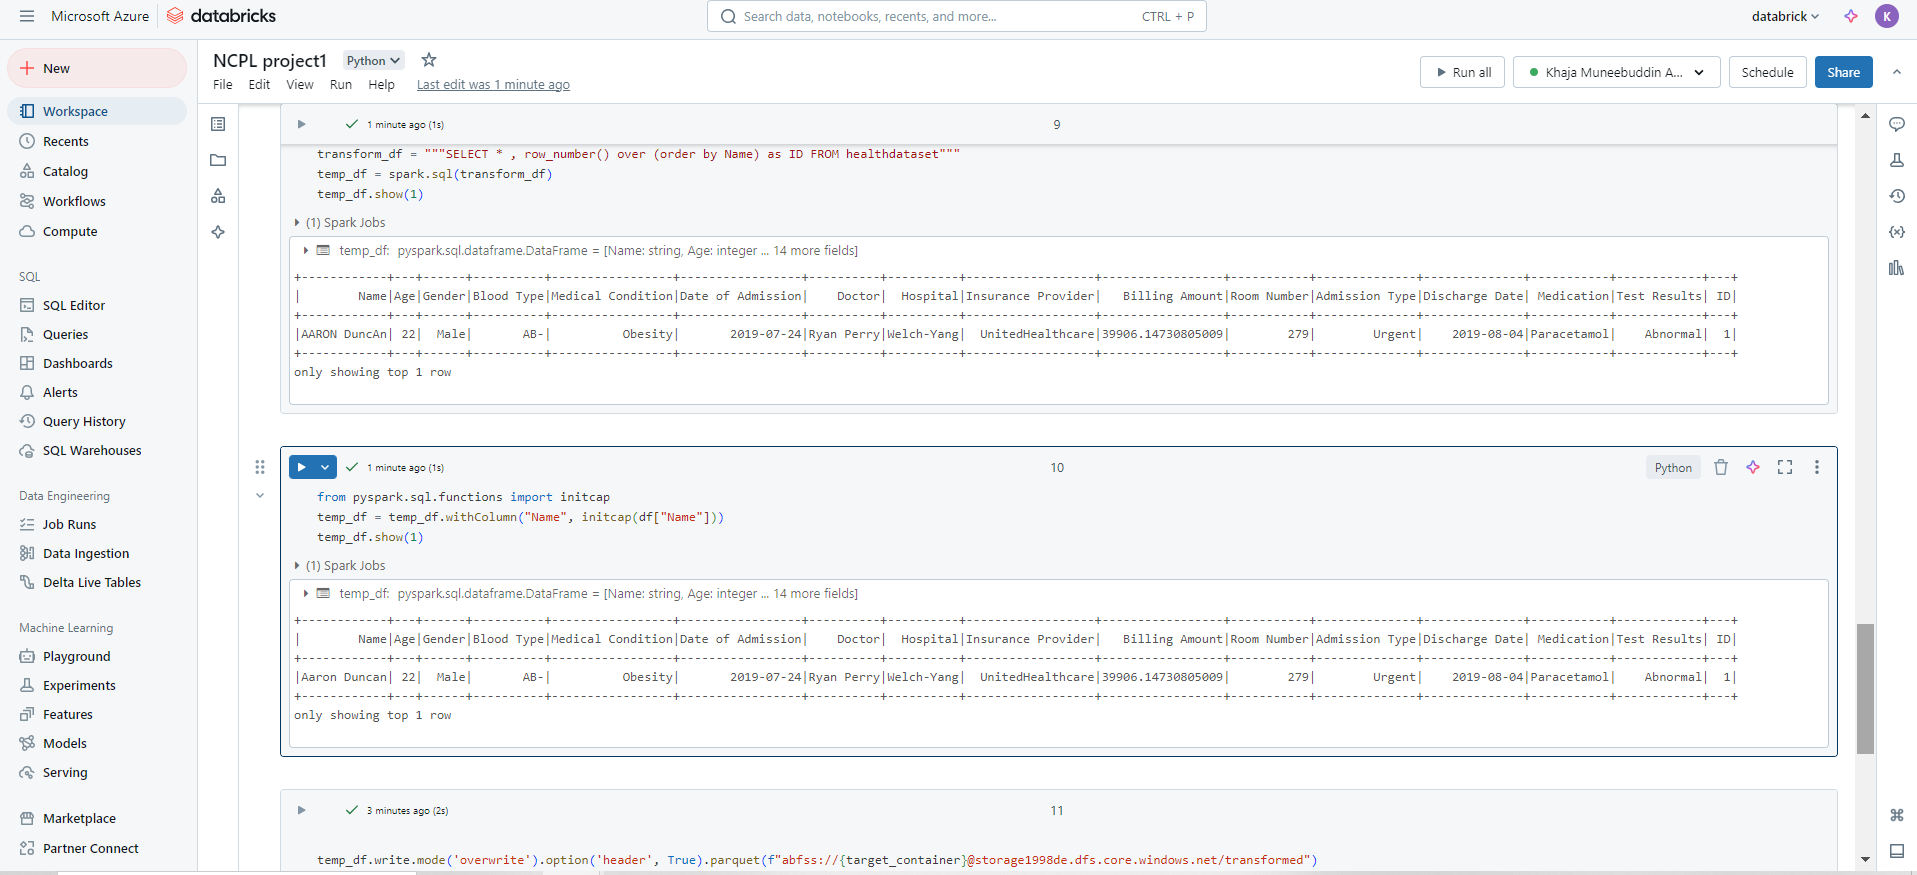 Microsoft Azure databricks
Search data, notebooks, recents, and more... CTRL + P
databrick
K
New
Workspace
Recents
Catalog
Workflows
Compute
SQL
SQL Editor
Queries
Dashboards
Alerts
Query History
SQL Warehouses
Data Engineering
Job Runs
Data Ingestion
Delta Live Tables
Machine Learning
Playground
Experiments
Features
Models
Serving
Marketplace
Partner Connect
NCPL project1 Python
File Edit View Run Help Last edit was 1 minute ago
Run all Khaja Muneebuddin A... Schedule Share
1 minute ago (1s) 9
transform_df = """SELECT * , row_number() over (order by Name) as ID FROM healthdataset"""
temp_df = spark.sql(transform_df)
temp_df.show(1)
(1) Spark Jobs
temp_df: pyspark.sql.dataframe.DataFrame = [Name: string, Age: integer ... 14 more fields]
+------------+---+------+----------+-----------------+-----------------+----------+----------+------------------+------------------+-----------+--------------+--------------+-----------+------------+---+
| Name|Age|Gender|Blood Type|Medical Condition|Date of Admission| Doctor| Hospital|Insurance Provider| Billing Amount|Room Number|Admission Type|Discharge Date| Medication|Test Results| ID|
+------------+---+------+----------+-----------------+-----------------+----------+----------+------------------+------------------+-----------+--------------+--------------+-----------+------------+---+
|AARON DuncAn| 22| Male| AB-| Obesity| 2019-07-24|Ryan Perry|Welch-Yang| UnitedHealthcare|39906.14730805009| 279| Urgent| 2019-08-04|Paracetamol| Abnormal| 1|
+------------+---+------+----------+-----------------+-----------------+----------+----------+------------------+------------------+-----------+--------------+--------------+-----------+------------+---+
only showing top 1 row
1 minute ago (1s) 10 Python
from pyspark.sql.functions import initcap
temp_df = temp_df.withColumn("Name", initcap(df["Name"]))
temp_df.show(1)
(1) Spark Jobs
temp_df: pyspark.sql.dataframe.DataFrame = [Name: string, Age: integer ... 14 more fields]
+------------+---+------+----------+-----------------+-----------------+----------+----------+------------------+------------------+-----------+--------------+--------------+-----------+------------+---+
| Name|Age|Gender|Blood Type|Medical Condition|Date of Admission| Doctor| Hospital|Insurance Provider| Billing Amount|Room Number|Admission Type|Discharge Date| Medication|Test Results| ID|
+------------+---+------+----------+-----------------+-----------------+----------+----------+------------------+------------------+-----------+--------------+--------------+-----------+------------+---+
|Aaron Duncan| 22| Male| AB-| Obesity| 2019-07-24|Ryan Perry|Welch-Yang| UnitedHealthcare|39906.14730805009| 279| Urgent| 2019-08-04|Paracetamol| Abnormal| 1|
+------------+---+------+----------+-----------------+-----------------+----------+----------+------------------+------------------+-----------+--------------+--------------+-----------+------------+---+
only showing top 1 row
3 minutes ago (2s) 11
temp_df.write.mode('overwrite').option('header', True).parquet(f"abfss://{target_container}@storage1998de.dfs.core.windows.net/transformed")